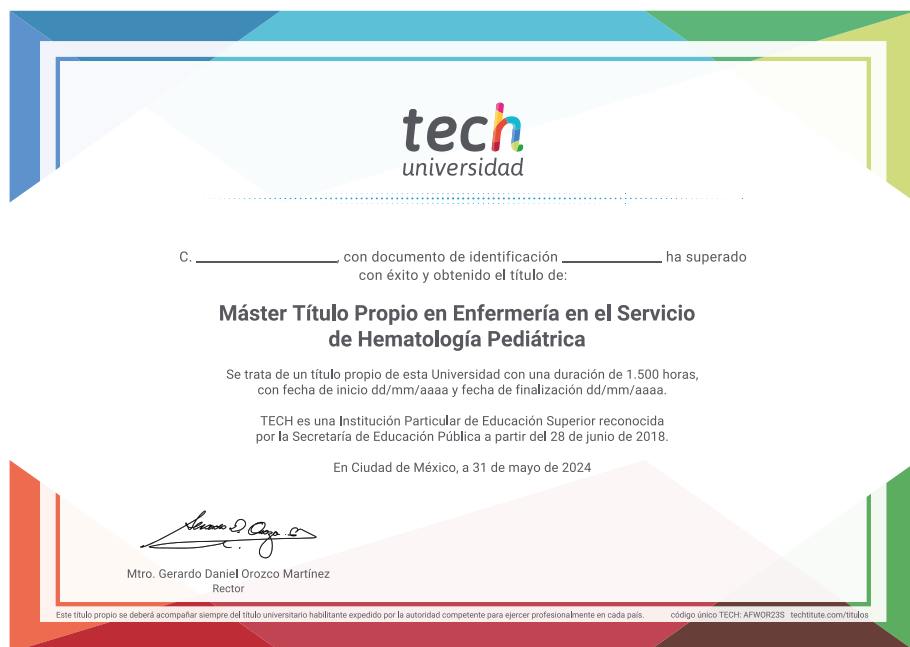 tech
universidad
C. ____________, con documento de identificación ____________ ha superado
con éxito y obtenido el título de:
Máster Título Propio en Enfermería en el Servicio
de Hematología Pediátrica
Se trata de un título propio de esta Universidad con una duración de 1.500 horas,
con fecha de inicio dd/mm/aaaa y fecha de finalización dd/mm/aaaa.
TECH es una Institución Particular de Educación Superior reconocida
por la Secretaría de Educación Pública a partir del 28 de junio de 2018.
En Ciudad de México, a 31 de mayo de 2024
Mtro. Gerardo Daniel Orozco Martínez
Rector
Este título propio se deberá acompañar siempre del título universitario habilitante expedido por la autoridad competente para ejercer profesionalmente en cada país. código único TECH: AFWOR23S techtitute.com/titulos